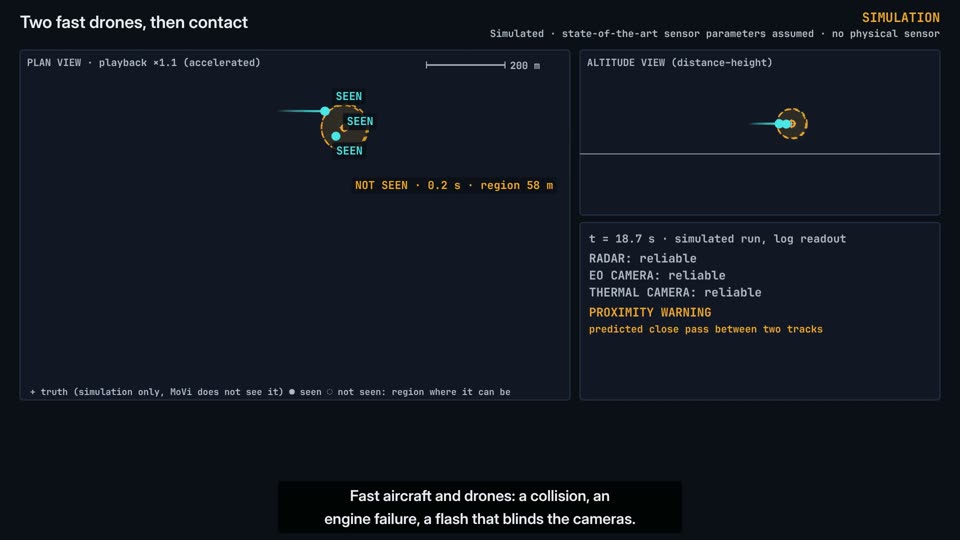 Two fast drones, then contact
SIMULATION
Simulated · state-of-the-art sensor parameters assumed · no physical sensor
PLAN VIEW · playback ×1.1 (accelerated)
200 m
SEEN
SEEN
SEEN
NOT SEEN · 0.2 s · region 58 m
+ truth (simulation only, MoVi does not see it) ● seen ◌ not seen: region where it can be
ALTITUDE VIEW (distance-height)
t = 18.7 s · simulated run, log readout
RADAR: reliable
EO CAMERA: reliable
THERMAL CAMERA: reliable
PROXIMITY WARNING
predicted close pass between two tracks
Fast aircraft and drones: a collision, an
engine failure, a flash that blinds the cameras.